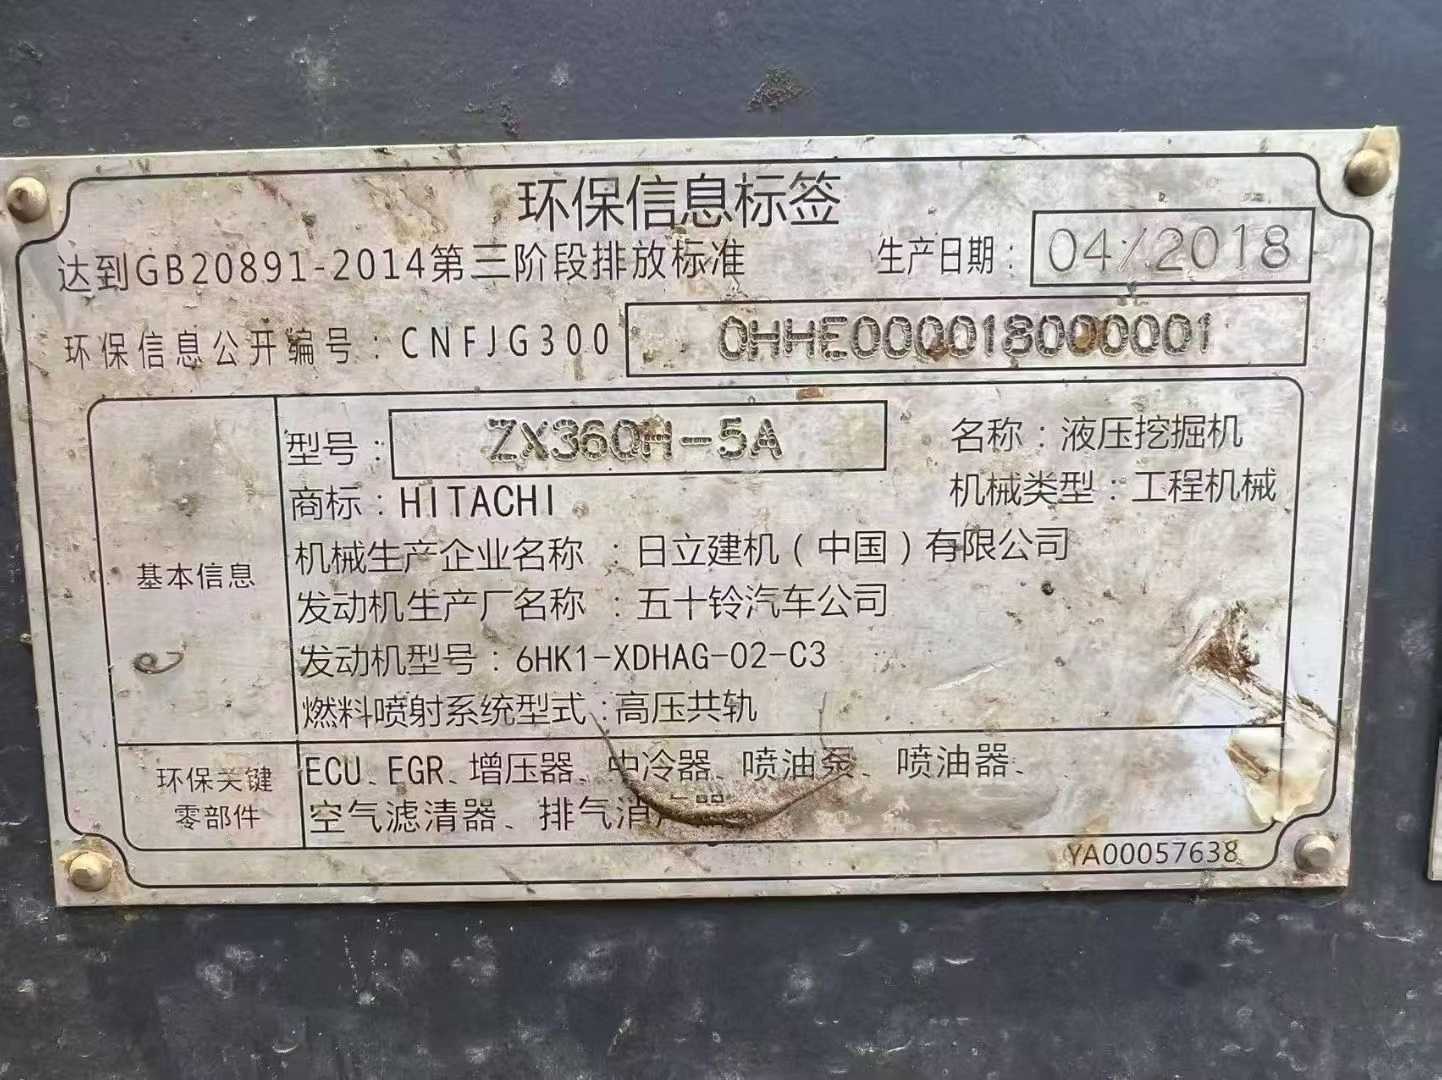 环保信息标签
达到GB20891-2014第三阶段排放标准 生产日期：04/2018
环保信息公开编号：CNFJG300 0HHE0000180000001
型号：ZX360H-5A 名称：液压挖掘机
商标：HITACHI 机械类型：工程机械
机械生产企业名称：日立建机（中国）有限公司
基本信息
发动机生产厂名称：五十铃汽车公司
发动机型号：6HK1-XDHAG-02-C3
燃料喷射系统型式：高压共轨
环保关键零部件
ECU、EGR、增压器、中冷器、喷油泵、喷油器、
空气滤清器、排气消声器
YA00057638